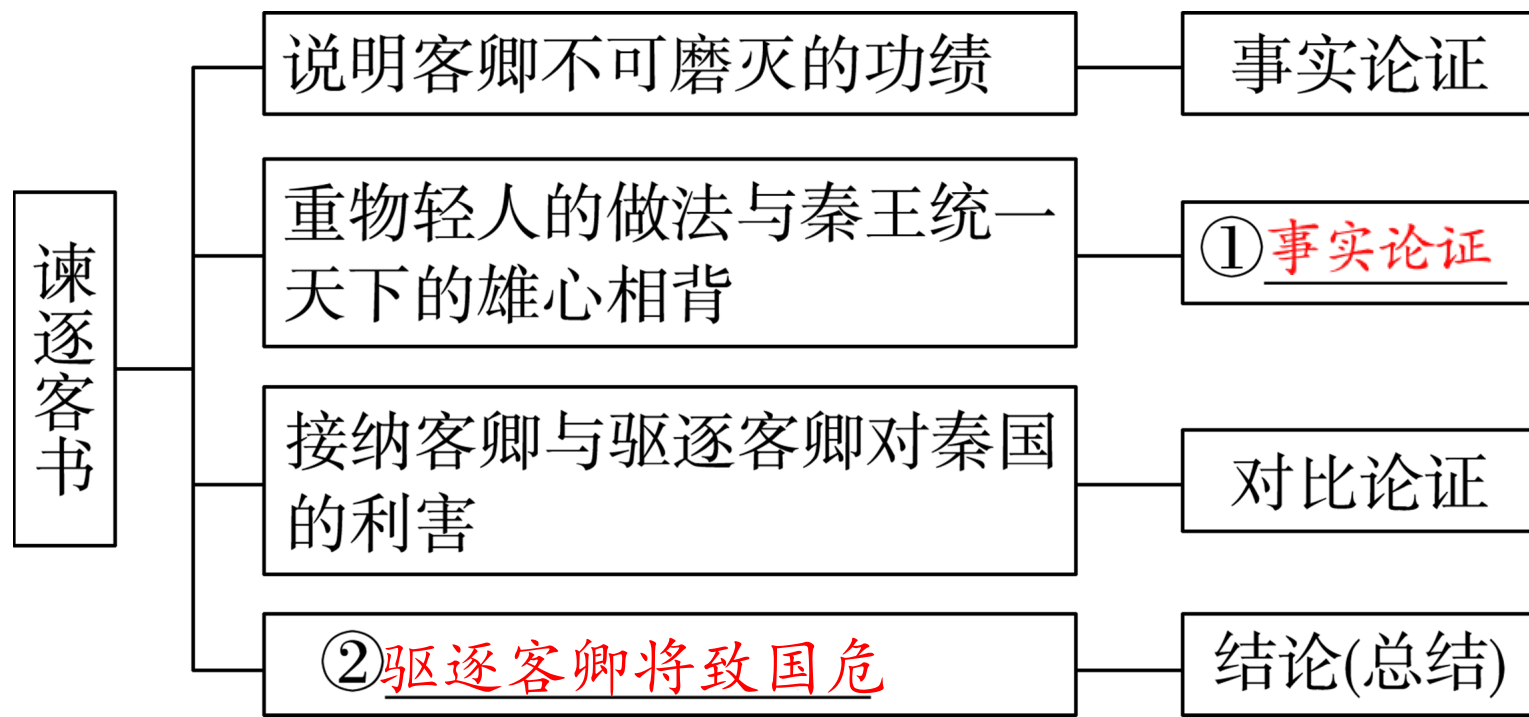 谏逐客书
说明客卿不可磨灭的功绩
事实论证
重物轻人的做法与秦王统一
天下的雄心相背
①事实论证
接纳客卿与驱逐客卿对秦国
的利害
对比论证
②驱逐客卿将致国危
结论(总结)